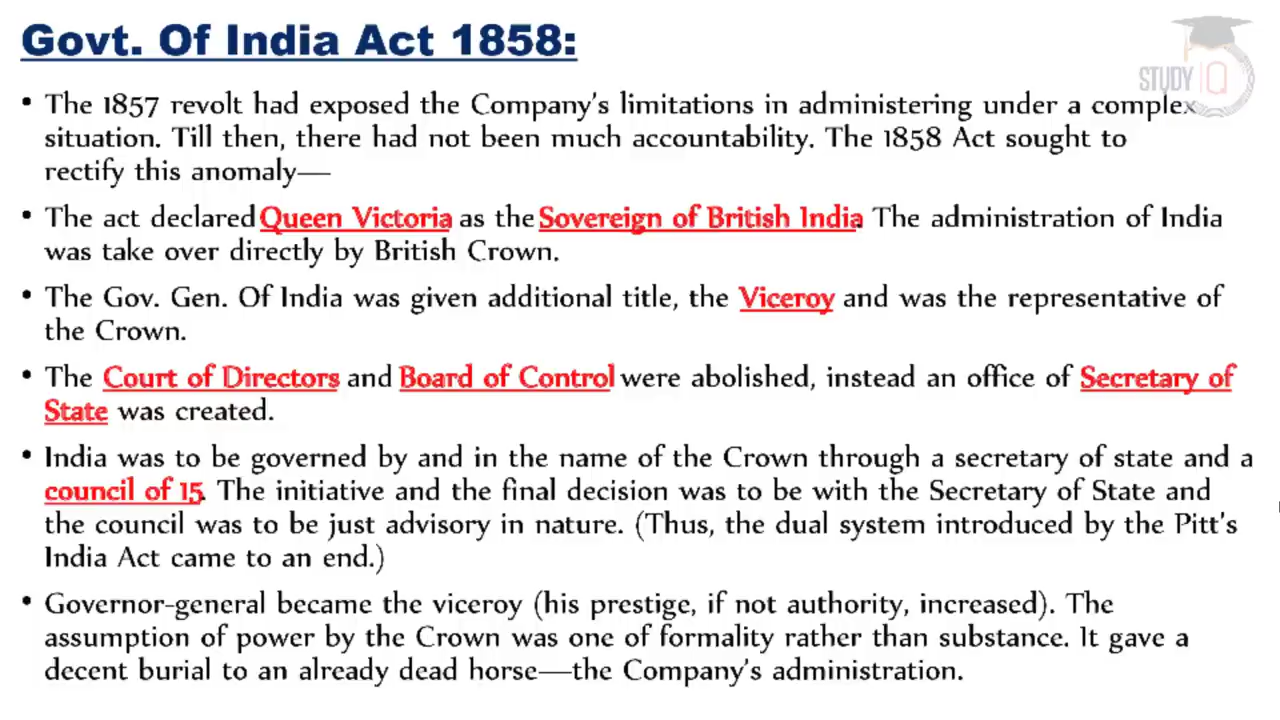 Govt. Of India Act 1858:
STUDY IQ
• The 1857 revolt had exposed the Company's limitations in administering under a complex
situation. Till then, there had not been much accountability. The 1858 Act sought to
rectify this anomaly—
• The act declared Queen Victoria as the Sovereign of British India. The administration of India
was take over directly by British Crown.
• The Gov. Gen. Of India was given additional title, the Viceroy and was the representative of
the Crown.
• The Court of Directors and Board of Control were abolished, instead an office of Secretary of
State was created.
• India was to be governed by and in the name of the Crown through a secretary of state and a
council of 15. The initiative and the final decision was to be with the Secretary of State and
the council was to be just advisory in nature. (Thus, the dual system introduced by the Pitt's
India Act came to an end.)
• Governor-general became the viceroy (his prestige, if not authority, increased). The
assumption of power by the Crown was one of formality rather than substance. It gave a
decent burial to an already dead horse—the Company's administration.